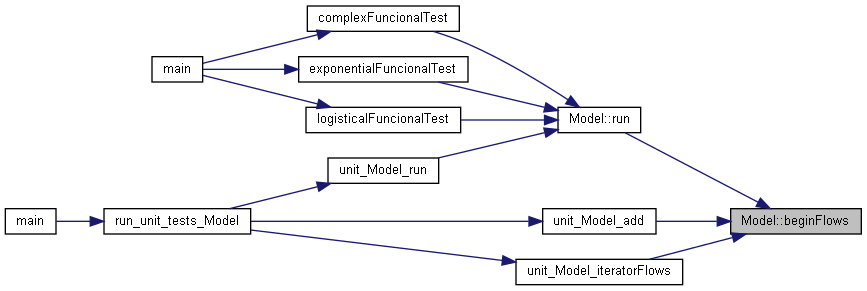 complexFuncionalTest
main
exponentialFuncionalTest
logisticalFuncionalTest
Model::run
unit_Model_run
main
run_unit_tests_Model
unit_Model_add
Model::beginFlows
unit_Model_iteratorFlows